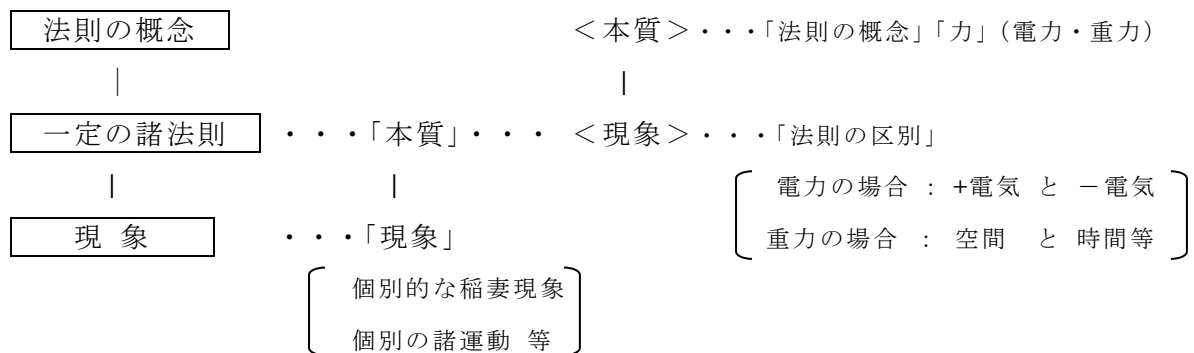 法則の概念 <本質>・・・「法則の概念」「力」(電力・重力)
| |
一定の諸法則 ・・・「本質」・・・ <現象>・・・「法則の区別」
| | 電力の場合 : +電気 と -電気
現 象 ・・・「現象」 重力の場合 : 空間 と 時間等
個別的な稲妻現象
個別の諸運動 等